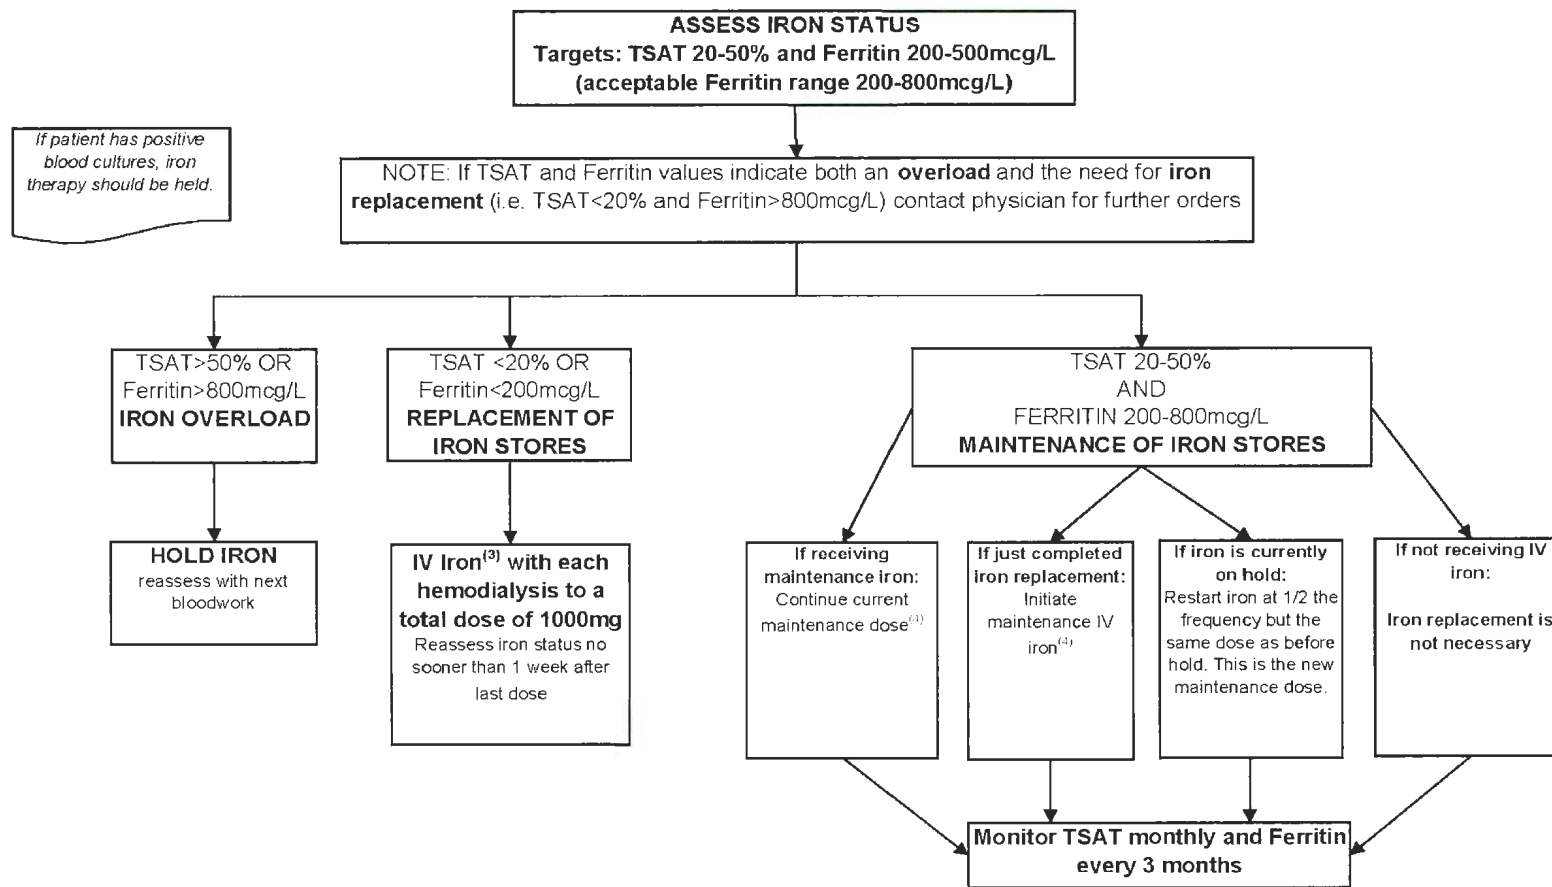 ASSESS IRON STATUS
Targets: TSAT 20-50% and Ferritin 200-500mcg/L
(acceptable Ferritin range 200-800mcg/L)
If patient has positive
blood cultures, iron
therapy should be held.
NOTE: If TSAT and Ferritin values indicate both an overload and the need for iron
replacement (i.e. TSAT<20% and Ferritin>800mcg/L) contact physician for further orders
TSAT>50% OR
Ferritin>800mcg/L
IRON OVERLOAD
TSAT <20% OR
Ferritin<200mcg/L
REPLACEMENT OF
IRON STORES
TSAT 20-50%
AND
FERRITIN 200-800mcg/L
MAINTENANCE OF IRON STORES
HOLD IRON
reassess with next
bloodwork
IV Iron(3) with each
hemodialysis to a
total dose of 1000mg
Reassess iron status no
sooner than 1 week after
last dose
If receiving
maintenance iron:
Continue current
maintenance dose(4)
If just completed
iron replacement:
Initiate
maintenance IV
iron(4)
If iron is currently
on hold:
Restart iron at 1/2 the
frequency but the
same dose as before
hold. This is the new
maintenance dose.
If not receiving IV
iron:
Iron replacement is
not necessary
Monitor TSAT monthly and Ferritin
every 3 months